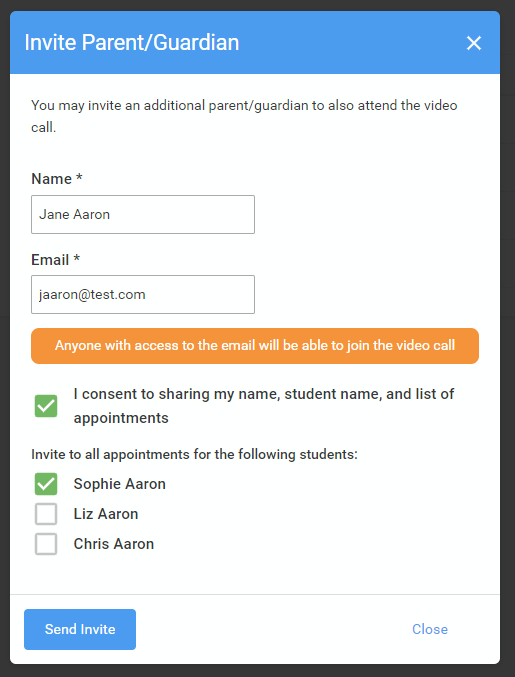 Invite Parent/Guardian
You may invite an additional parent/guardian to also attend the video
call.
Name *
Jane Aaron
Email *
jaaron@test.com
Anyone with access to the email will be able to join the video call
I consent to sharing my name, student name, and list of
appointments
Invite to all appointments for the following students:
Sophie Aaron
Liz Aaron
Chris Aaron
Send Invite
Close